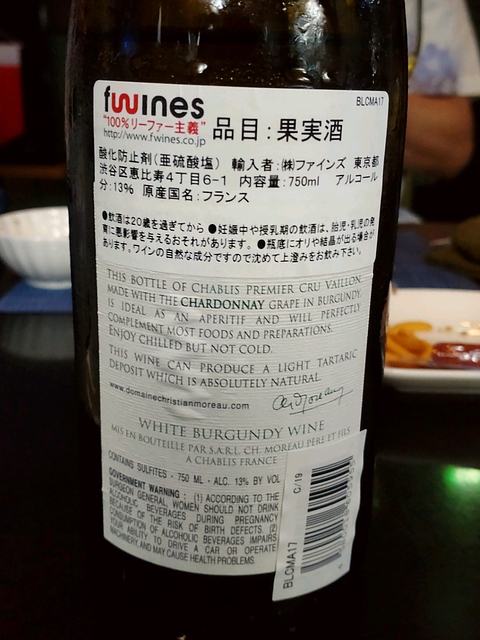 fwines
"100%リーファー主義"
http://www.fwines.co.jp
品目：果実酒
BLCMA17
酸化防止剤(亜硫酸塩) 輸入者：㈱ファインズ 東京都
渋谷区恵比寿4丁目6-1 内容量：750ml アルコール
分：13% 原産国名：フランス
●飲酒は20歳を過ぎてから ●妊娠中や授乳期の飲酒は、胎児・乳児の発
育に悪影響を与えるおそれがあります。 ●瓶底にオリや結晶が出る場合が
あります。ワインの自然な成分ですので沈めて上澄みをお飲み下さい。
THIS BOTTLE OF CHABLIS PREMIER CRU VAILLON,
MADE WITH THE CHARDONNAY GRAPE IN BURGUNDY,
IS IDEAL AS AN APERITIF AND WILL PERFECTLY
COMPLEMENT MOST FOODS AND PREPARATIONS.
ENJOY CHILLED BUT NOT COLD.
THIS WINE CAN PRODUCE A LIGHT TARTARIC
DEPOSIT WHICH IS ABSOLUTELY NATURAL.
www.domainechristianmoreau.com
WHITE BURGUNDY WINE
MIS EN BOUTEILLE PAR S.A.R.L. CH. MOREAU PERE ET FILS
À CHABLIS FRANCE
CONTAINS SULFITES - 750 ML - ALC. 13% BY VOL
GOVERNMENT WARNING : (1) ACCORDING TO THE
SURGEON GENERAL, WOMEN SHOULD NOT DRINK
ALCOHOLIC BEVERAGES DURING PREGNANCY
BECAUSE OF THE RISK OF BIRTH DEFECTS. (2)
CONSUMPTION OF ALCOHOLIC BEVERAGES IMPAIRS
YOUR ABILITY TO DRIVE A CAR OR OPERATE
MACHINERY, AND MAY CAUSE HEALTH PROBLEMS.
C/19
BLCMA17